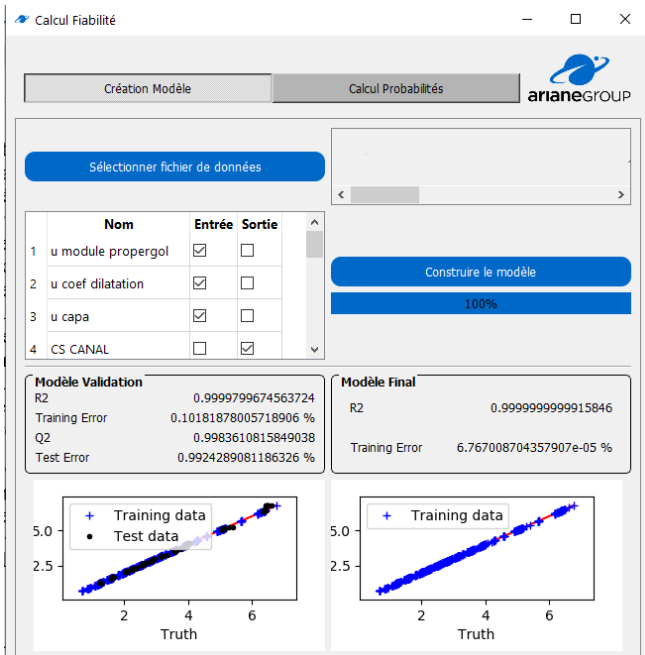 Calcul Fiabilité
Création Modèle
Calcul Probabilités
arianeGROUP
Sélectionner fichier de données
Nom Entrée Sortie
1 u module propergol
2 u coef dilatation
3 u capa
4 CS CANAL
Construire le modèle
100%
Modèle Validation
R2 0.9999799674563724
Training Error 0.10181878005718906 %
Q2 0.9983610815849038
Test Error 0.9924289081186326 %
Modèle Final
R2 0.9999999999915846
Training Error 6.767008704357907e-05 %
Training data
Test data
5.0
2.5
2 4 6
Truth
Training data
5.0
2.5
2 4 6
Truth